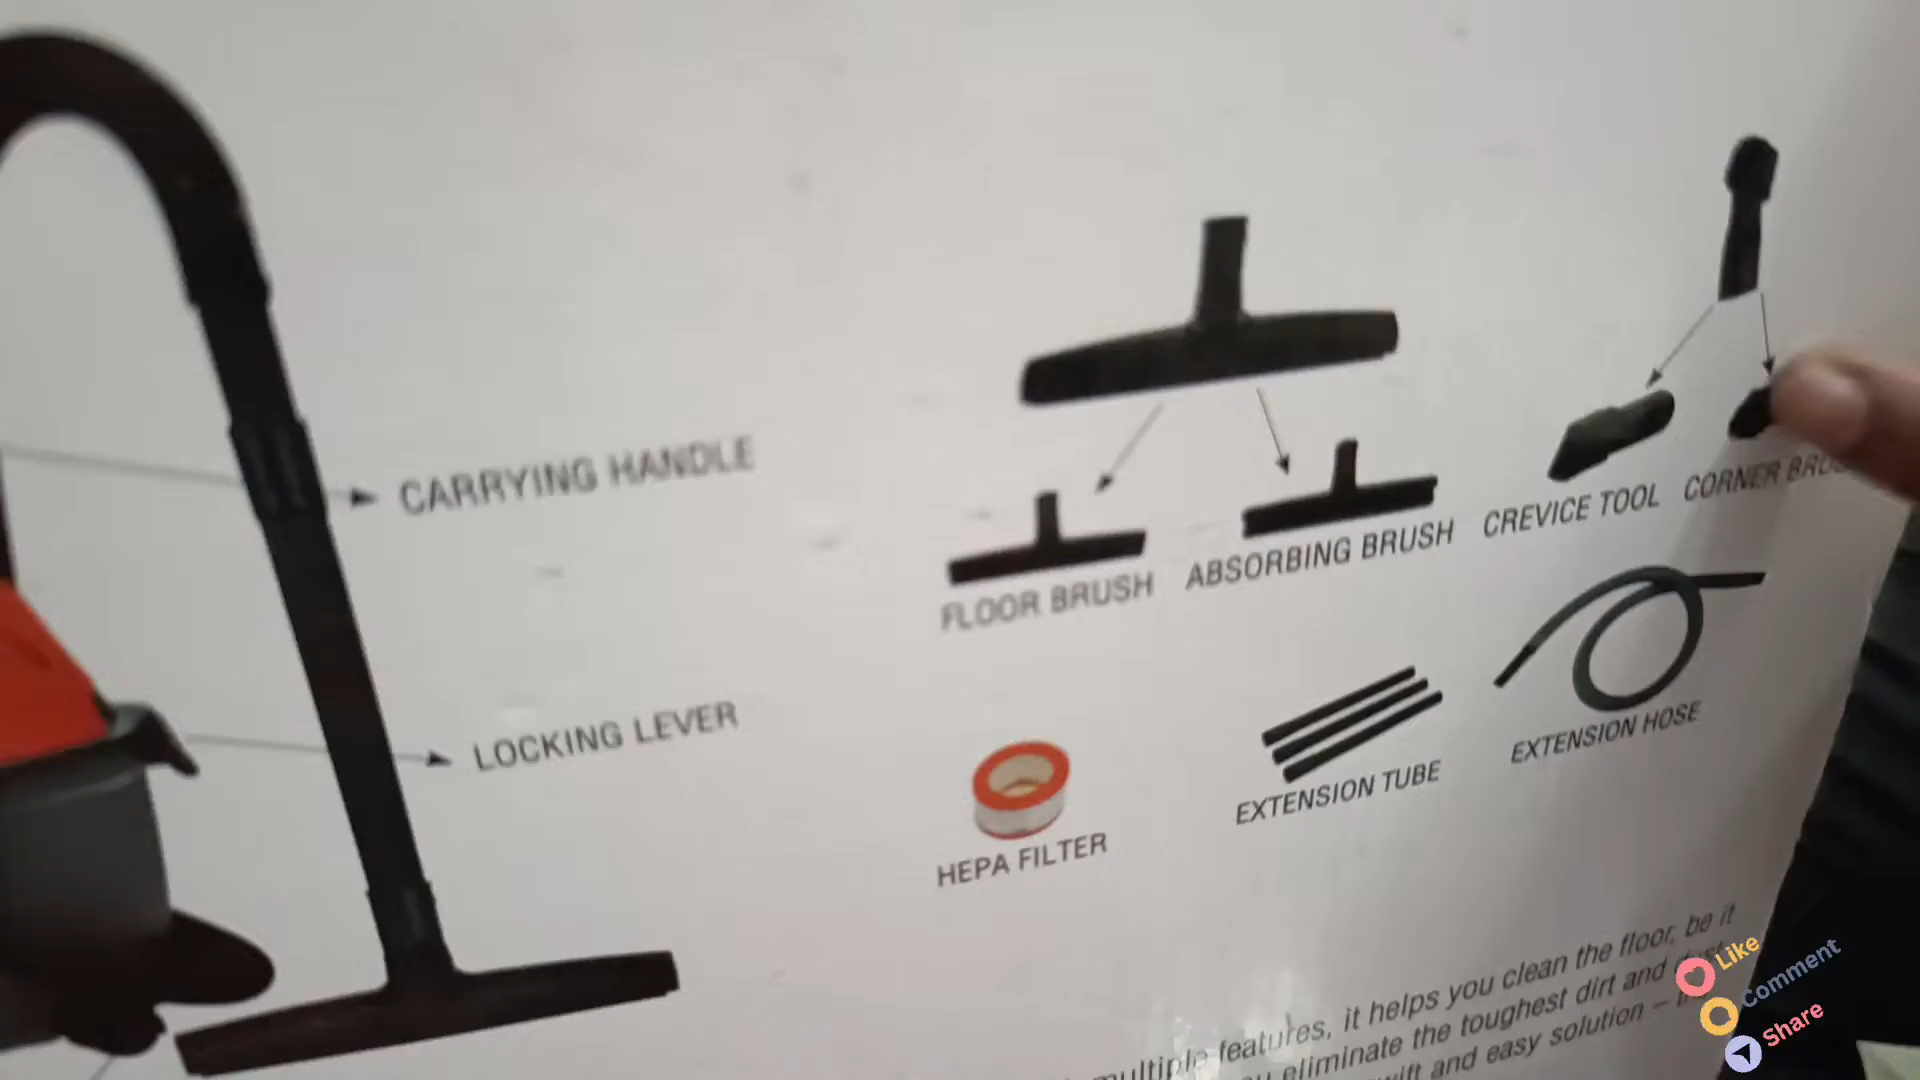 CARRYING HANDLE
LOCKING LEVER
FLOOR BRUSH
ABSORBING BRUSH
CREVICE TOOL
CORNER
HEPA FILTER
EXTENSION TUBE
EXTENSION HOSE
multiple features, it helps you clean the floor, be it
eliminate the toughest dirt and
and easy solution –
Like
Comment
Share